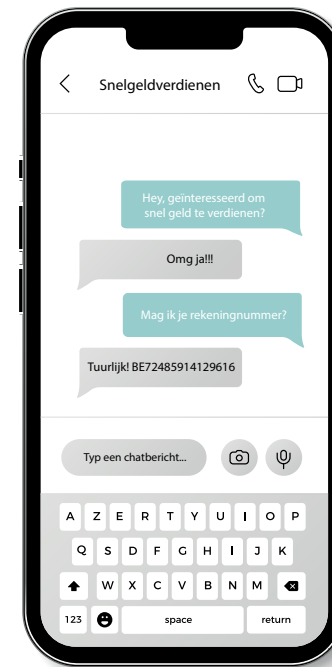 Snelgeldverdienen
Hey, geïnteresseerd om
snel geld te verdienen?
Omg ja!!!
Mag ik je rekeningnummer?
Tuurlijk! BE72485914129616
Typ een chatbericht...
A Z E R T Y U I O P
Q S D F G H I J K
W X C V B N M
123 space return